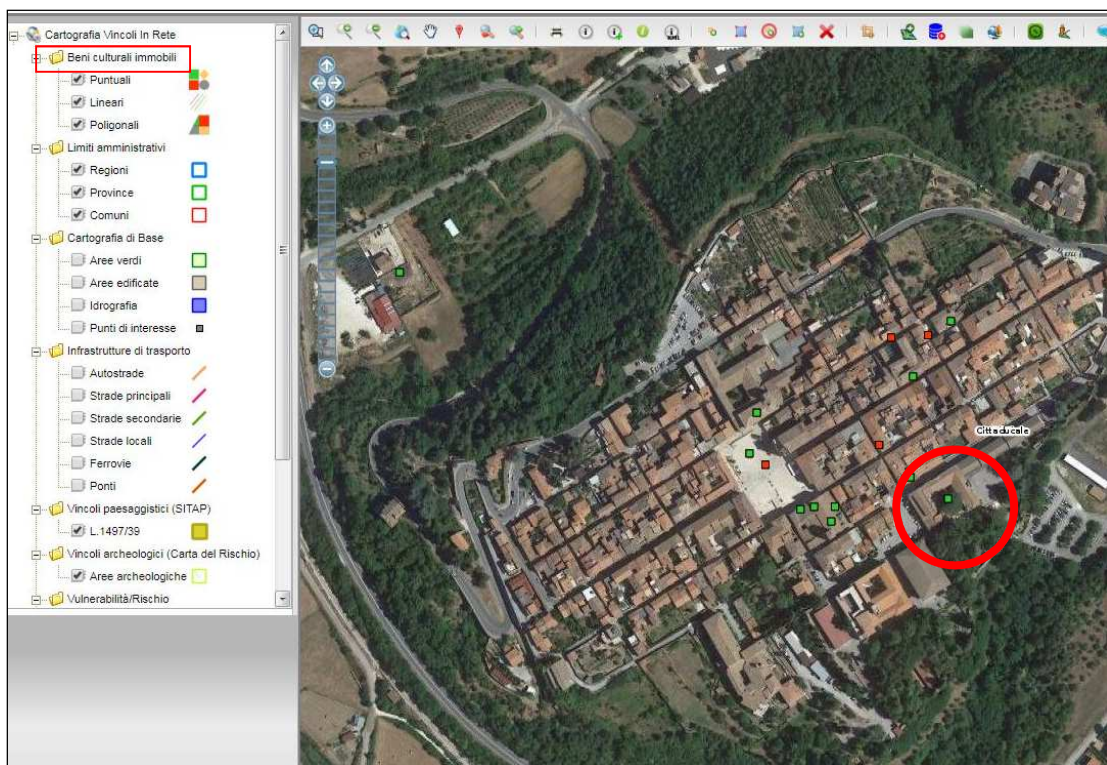 Cartografia Vincoli In Rete
Beni culturali immobili
Puntuali
Lineari
Poligonali
Limiti amministrativi
Regioni
Province
Comuni
Cartografia di Base
Aree verdi
Aree edificate
Idrografia
Punti di interesse
Infrastrutture di trasporto
Autostrade
Strade principali
Strade secondarie
Strade locali
Ferrovie
Ponti
Vincoli paesaggistici (SITAP)
L.1497/39
Vincoli archeologici (Carta del Rischio)
Aree archeologiche
Vulnerabilità/Rischio
Cittaducale